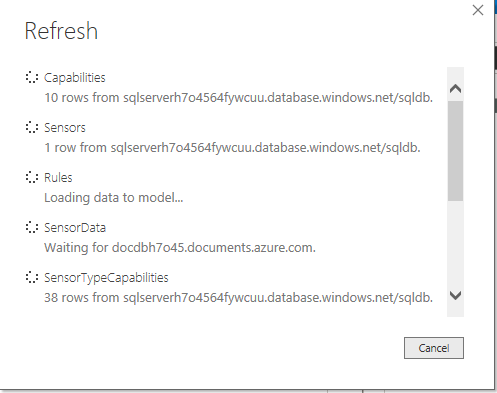 Refresh
Capabilities
10 rows from sqlserverh7o4564fywcuu.database.windows.net/sqldb.
Sensors
1 row from sqlserverh7o4564fywcuu.database.windows.net/sqldb.
Rules
Loading data to model...
SensorData
Waiting for docdbh7o45.documents.azure.com.
SensorTypeCapabilities
38 rows from sqlserverh7o4564fywcuu.database.windows.net/sqldb.
Cancel